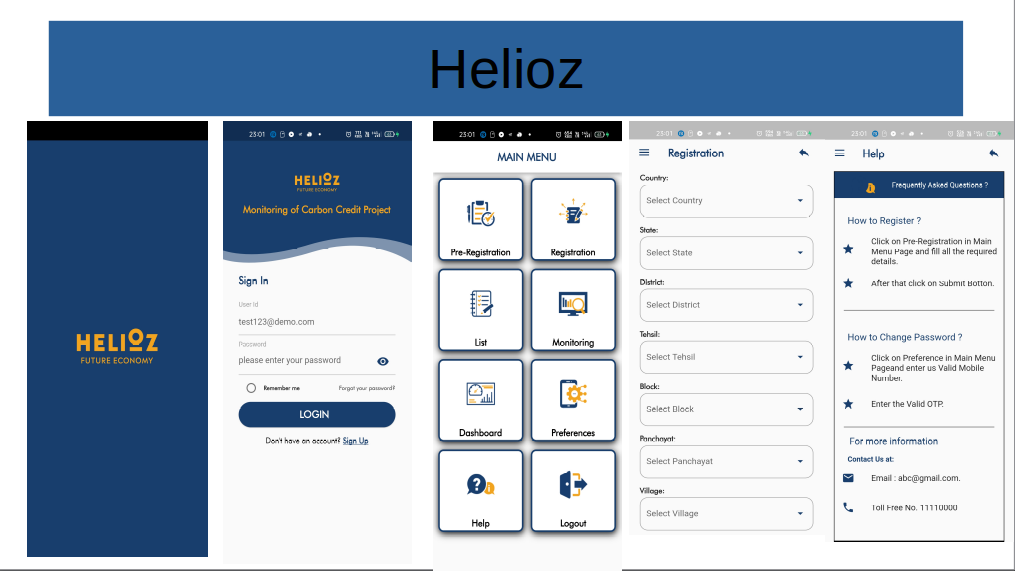 Helioz
HELIOZ
FUTURE ECONOMY
23:01
HELIOZ
FUTURE ECONOMY
Monitoring of Carbon Credit Project
Sign In
User Id
test123@demo.com
Password
please enter your password
Remember me
Forgot your password?
LOGIN
Don't have an account? Sign Up
23:01
MAIN MENU
Pre-Registration
Registration
List
Monitoring
Dashboard
Preferences
Help
Logout
23:01
Registration
Country:
Select Country
State:
Select State
District:
Select District
Tehsil:
Select Tehsil
Block:
Select Block
Panchayat:
Select Panchayat
Village:
Select Village
23:01
Help
Frequently Asked Questions ?
How to Register ?
Click on Pre-Registration in Main
Menu Page and fill all the required
details.
After that click on Submit Botton.
How to Change Password ?
Click on Preference in Main Menu
Pageand enter us Valid Mobile
Number.
Enter the Valid OTP.
For more information
Contact Us at:
Email : abc@gmail.com.
Toll Free No. 11110000